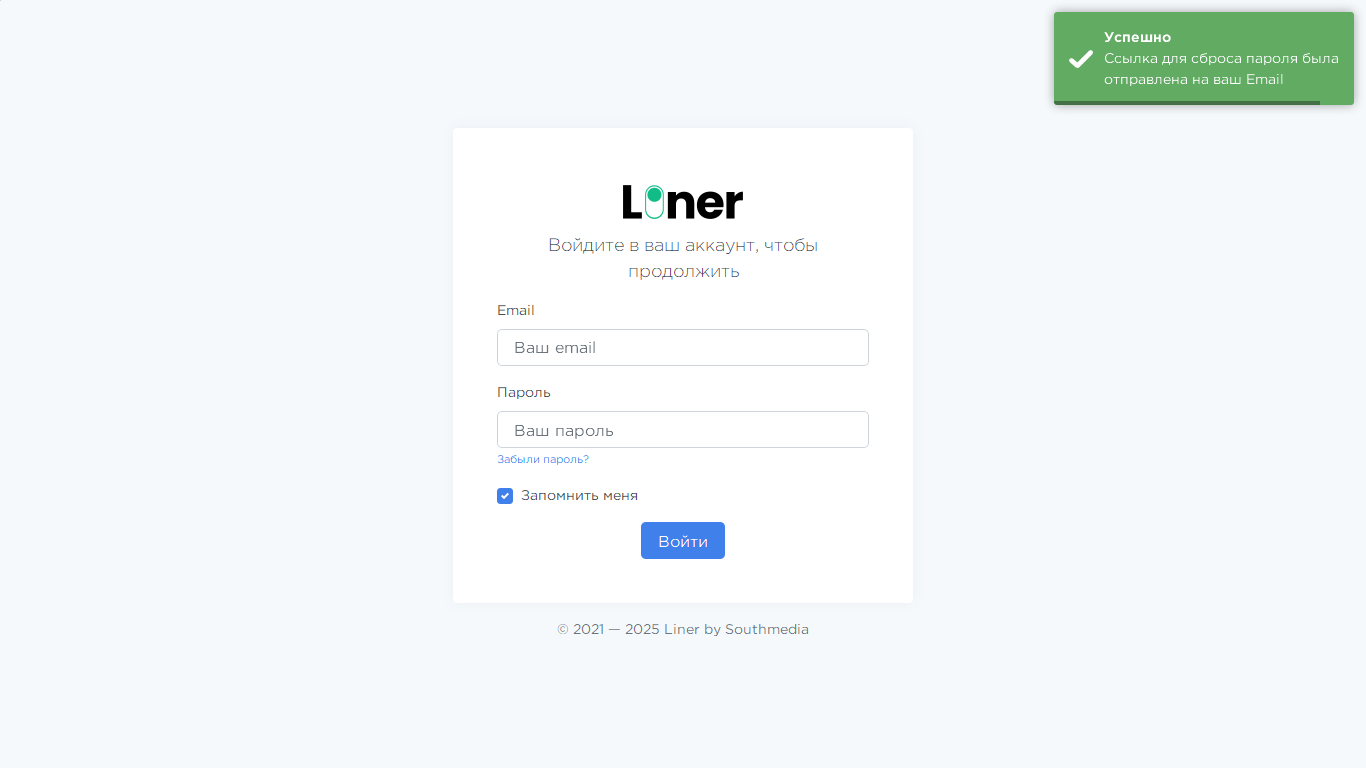 Успешно
Ссылка для сброса пароля была
отправлена на ваш Email
Liner
Войдите в ваш аккаунт, чтобы
продолжить
Email
Ваш email
Пароль
Ваш пароль
Забыли пароль?
Запомнить меня
Войти
© 2021 — 2025 Liner by Southmedia